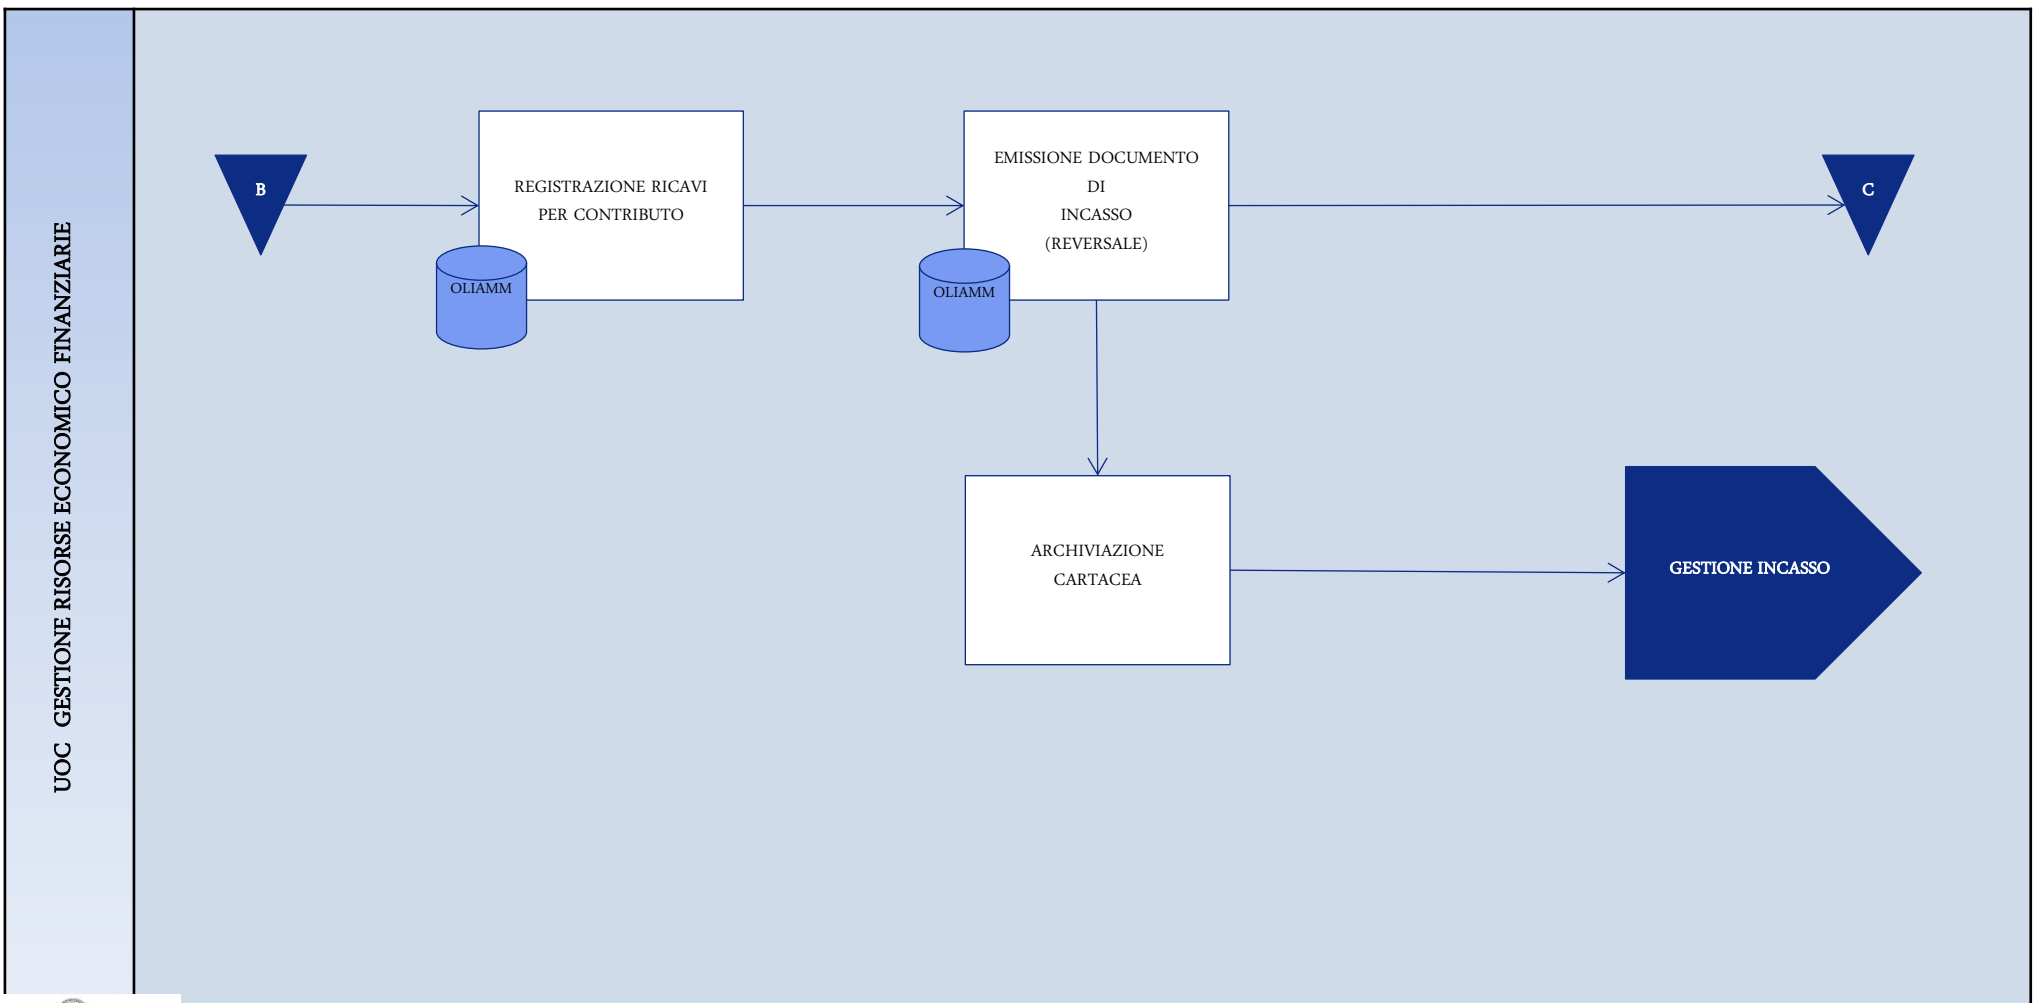 UOC GESTIONE RISORSE ECONOMICO FINANZIARIE
B
REGISTRAZIONE RICAVI
PER CONTRIBUTO
OLIAMM
EMISSIONE DOCUMENTO
DI
INCASSO
(REVERSALE)
OLIAMM
C
ARCHIVIAZIONE
CARTACEA
GESTIONE INCASSO